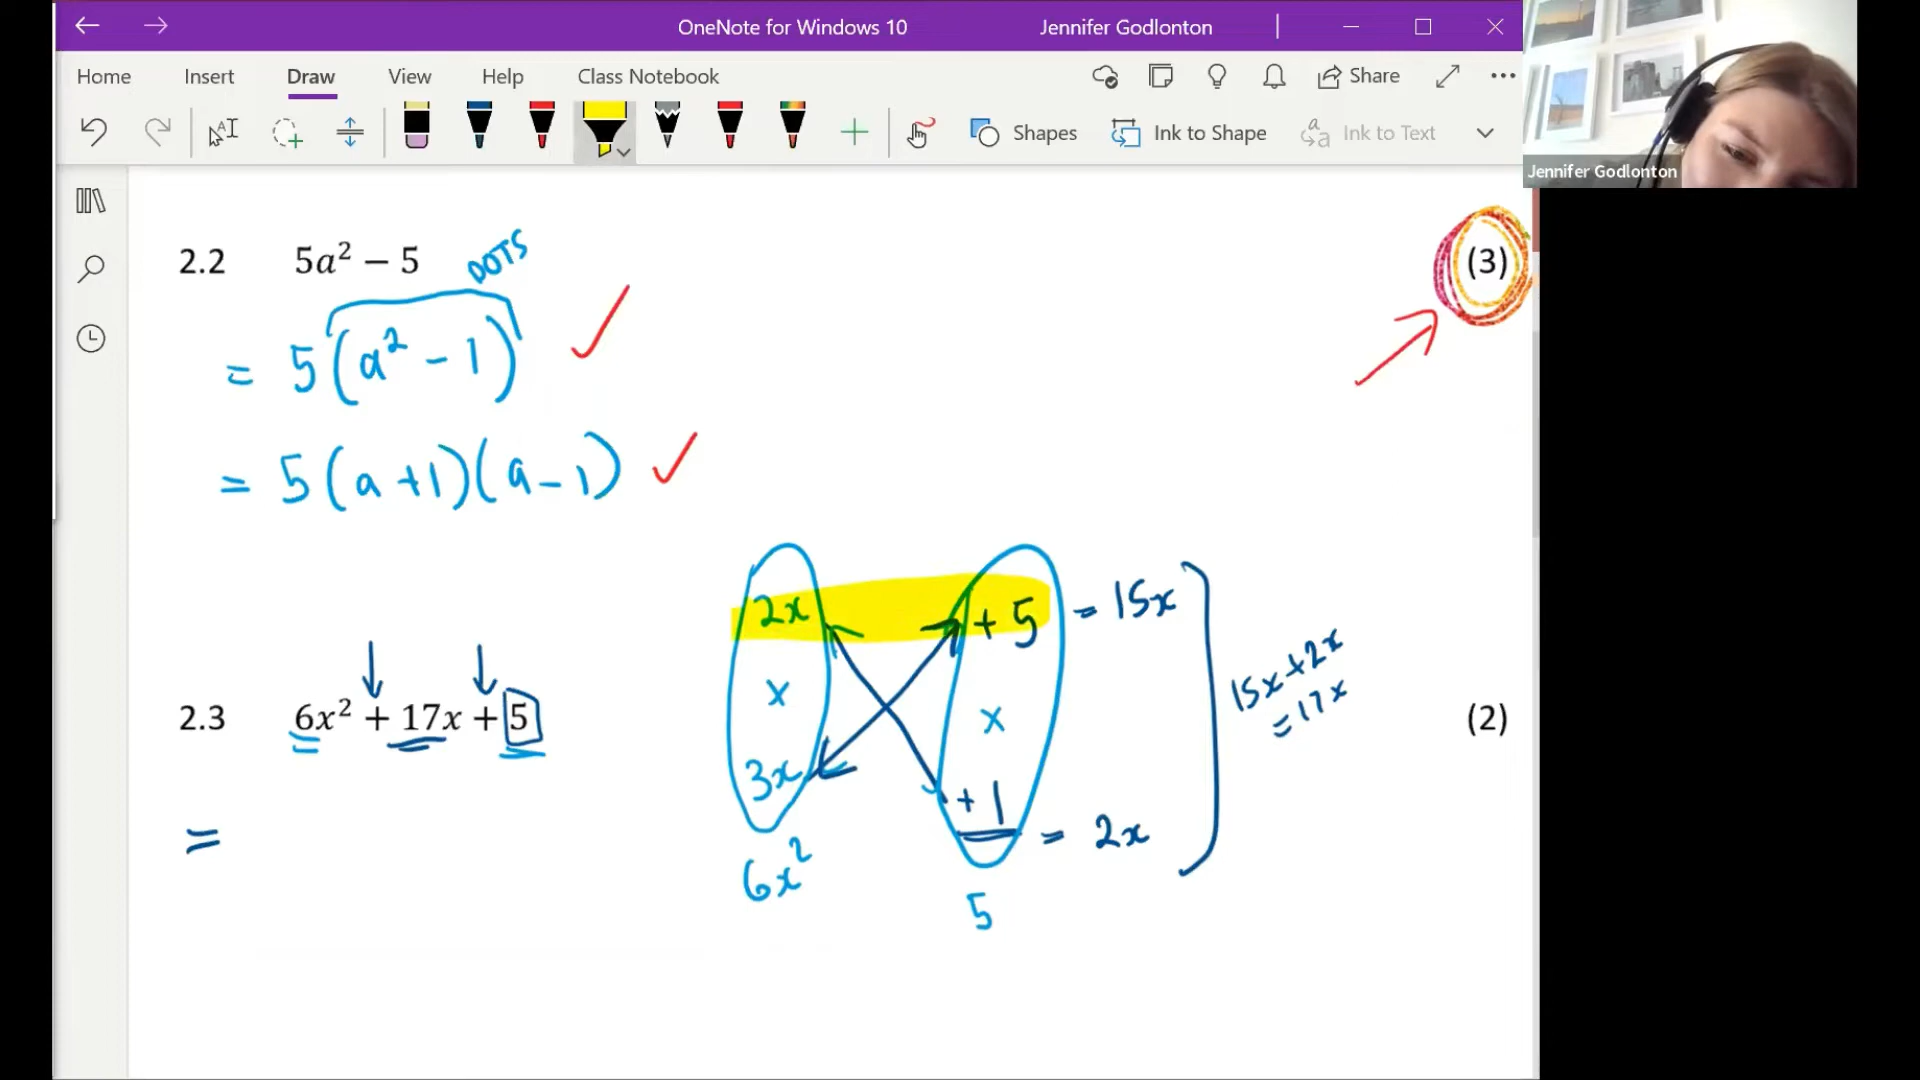 OneNote for Windows 10
Jennifer Godlonton
Home Insert Draw View Help Class Notebook Share
Shapes Ink to Shape Ink to Text
Jennifer Godlonton
2.2 5a² − 5 (3)
DOTS
= 5(a² - 1)
= 5(a+1)(a-1)
2x + 5 = 15x
x x
3x + 1 = 2x
6x²
5
15x+2x
=17x
2.3 6x² + 17x + 5 (2)
=